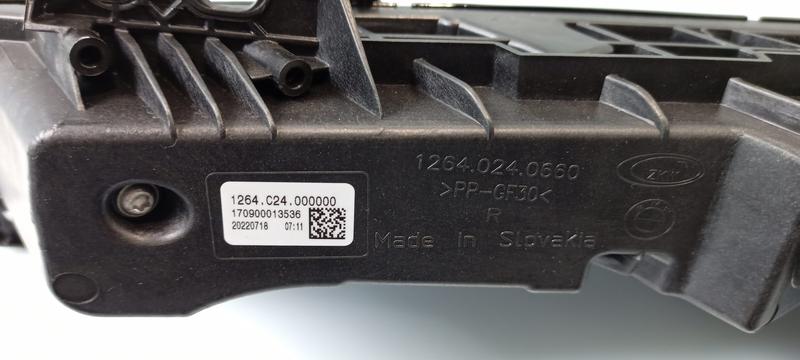 1264.C24.000000
170900013536
20220718 07:11
1264.024.0660
>PP-GF30<
R
Made in Slovakia
ZKW